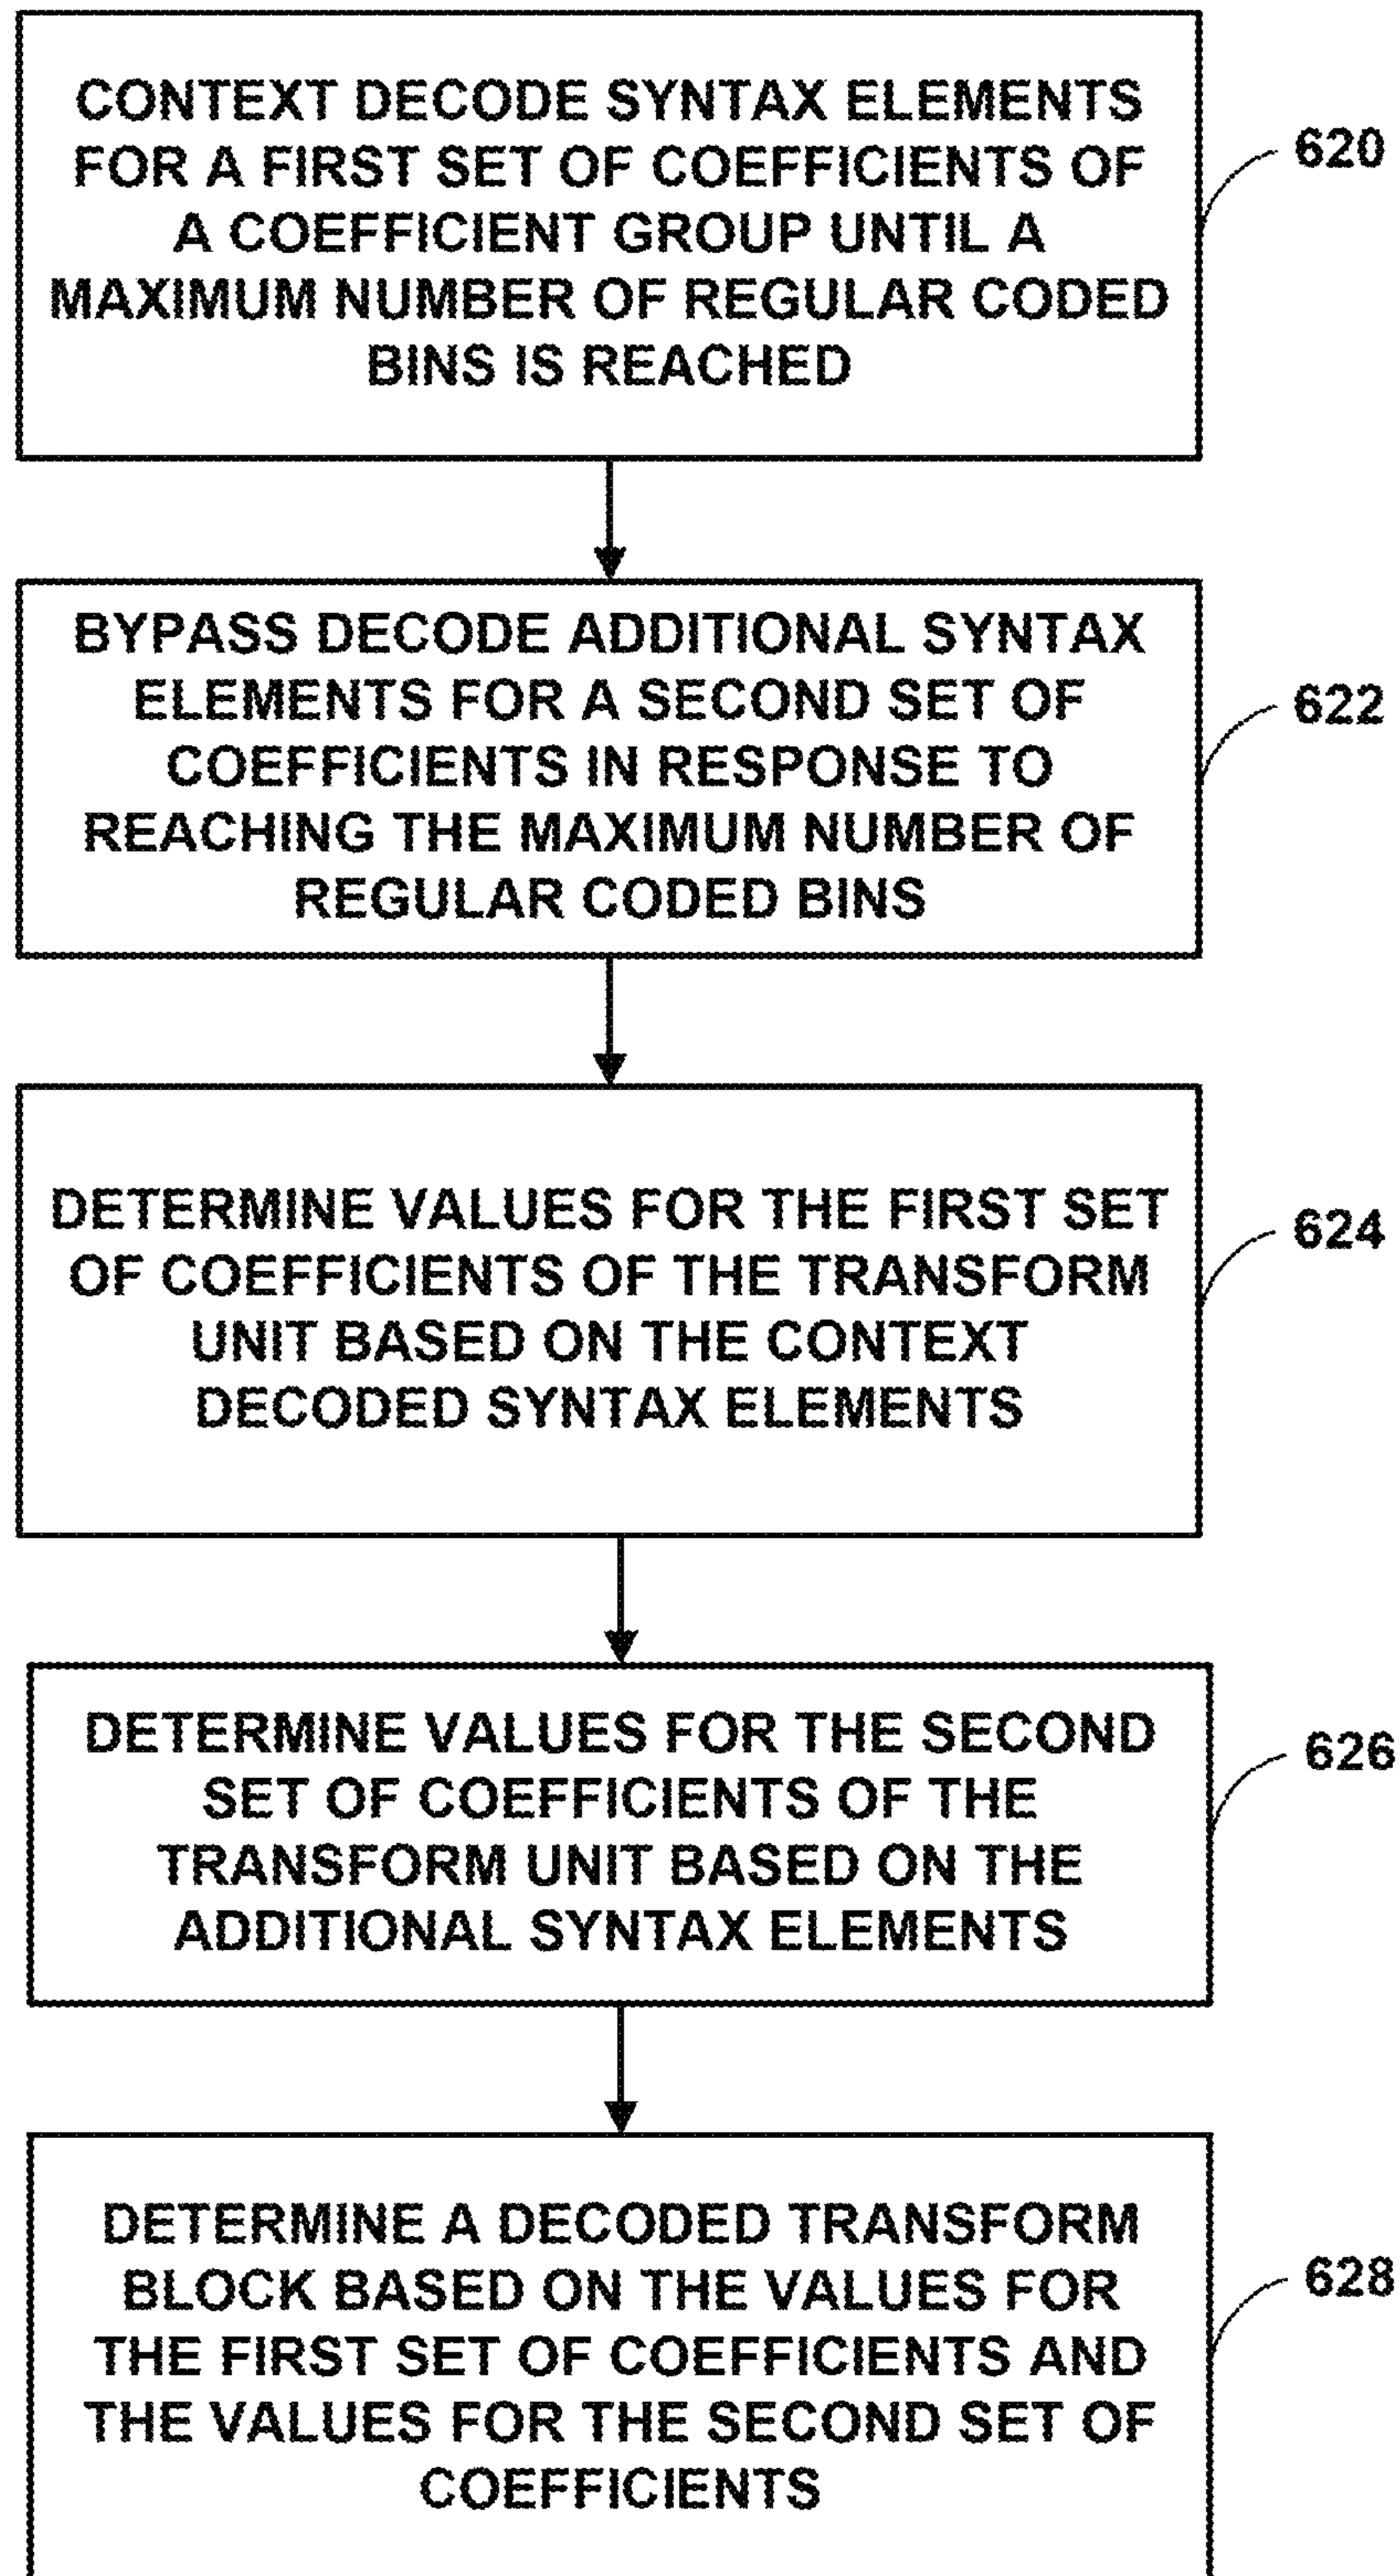 CONTEXT DECODE SYNTAX ELEMENTS
FOR A FIRST SET OF COEFFICIENTS OF
A COEFFICIENT GROUP UNTIL A
MAXIMUM NUMBER OF REGULAR CODED
BINS IS REACHED
620
BYPASS DECODE ADDITIONAL SYNTAX
ELEMENTS FOR A SECOND SET OF
COEFFICIENTS IN RESPONSE TO
REACHING THE MAXIMUM NUMBER OF
REGULAR CODED BINS
622
DETERMINE VALUES FOR THE FIRST SET
OF COEFFICIENTS OF THE TRANSFORM
UNIT BASED ON THE CONTEXT
DECODED SYNTAX ELEMENTS
624
DETERMINE VALUES FOR THE SECOND
SET OF COEFFICIENTS OF THE
TRANSFORM UNIT BASED ON THE
ADDITIONAL SYNTAX ELEMENTS
626
DETERMINE A DECODED TRANSFORM
BLOCK BASED ON THE VALUES FOR
THE FIRST SET OF COEFFICIENTS AND
THE VALUES FOR THE SECOND SET OF
COEFFICIENTS
628